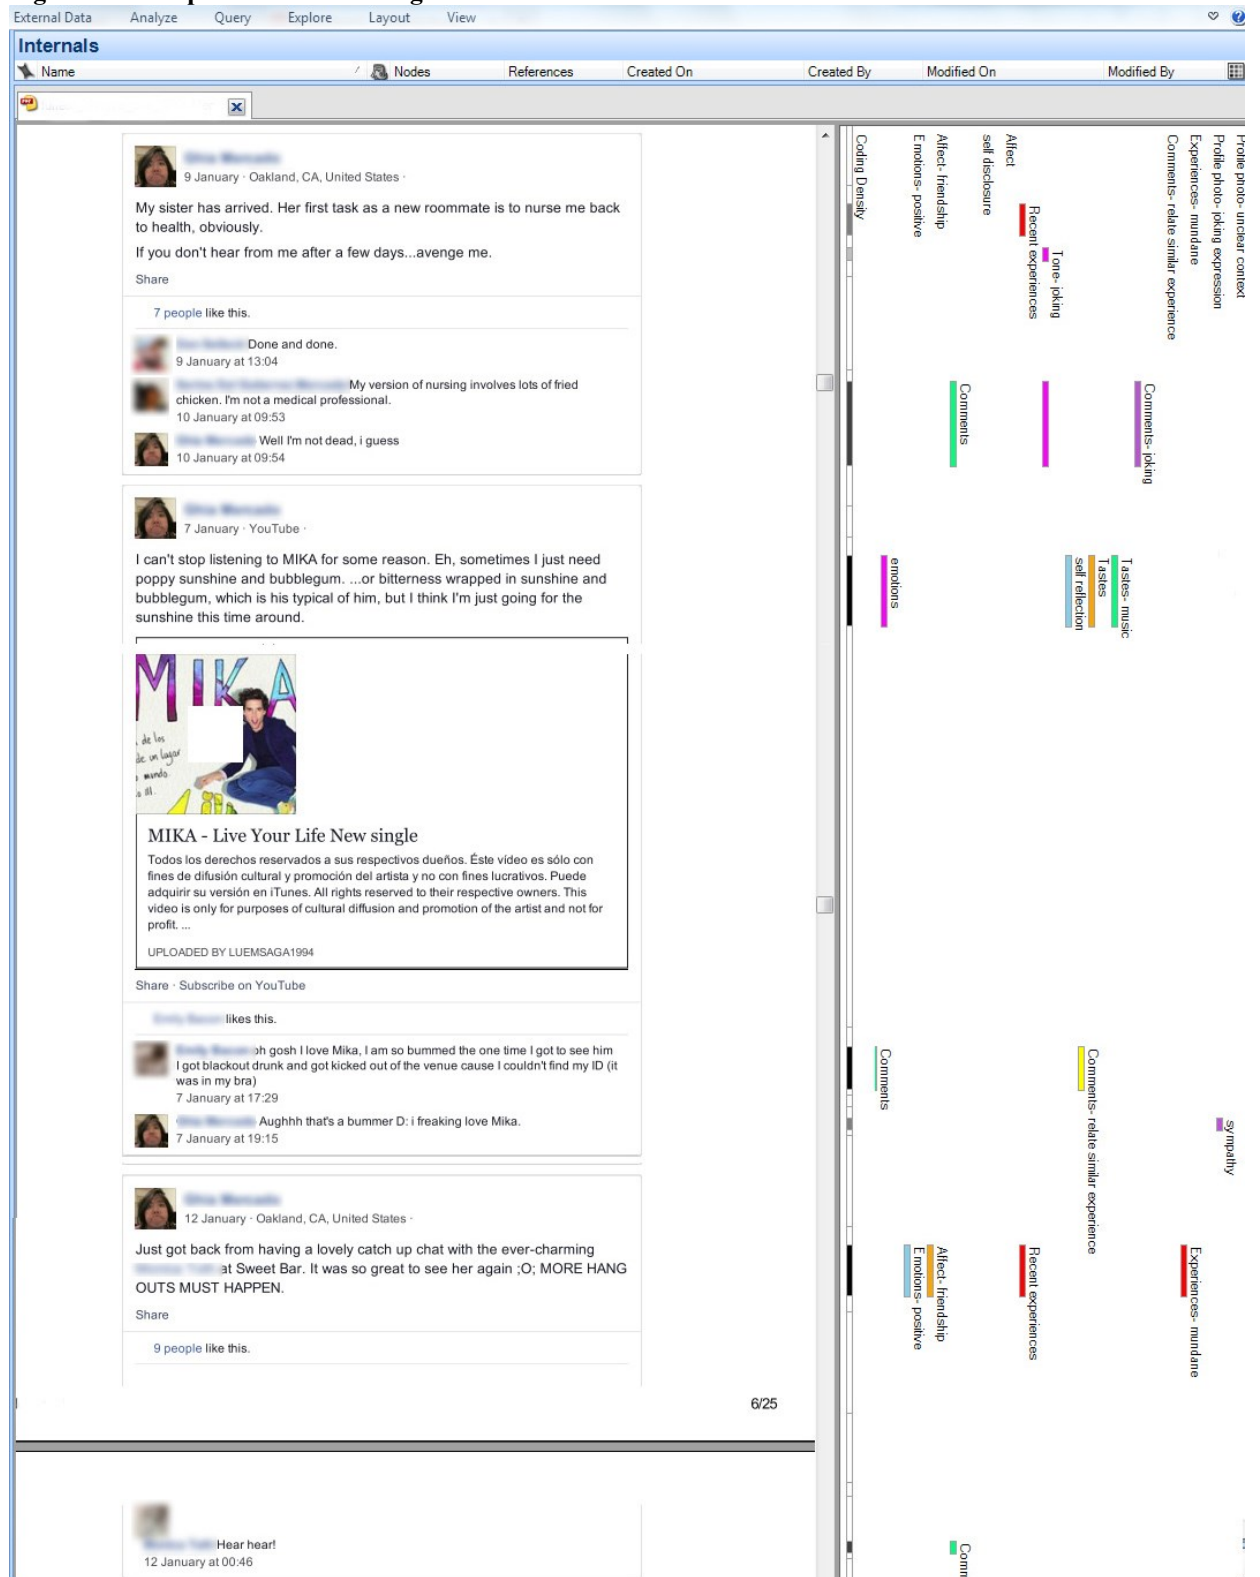 External Data Analyze Query Explore Layout View
Internals
Name Nodes References Created On Created By Modified On Modified By
9 January · Oakland, CA, United States ·
My sister has arrived. Her first task as a new roommate is to nurse me back
to health, obviously.
If you don't hear from me after a few days...avenge me.
Share
7 people like this.
Done and done.
9 January at 13:04
My version of nursing involves lots of fried
chicken. I'm not a medical professional.
10 January at 09:53
Well I'm not dead, i guess
10 January at 09:54
7 January · YouTube ·
I can't stop listening to MIKA for some reason. Eh, sometimes I just need
poppy sunshine and bubblegum. ...or bitterness wrapped in sunshine and
bubblegum, which is his typical of him, but I think I'm just going for the
sunshine this time around.
MIKA
de los
de un lugar
mundo
MIKA - Live Your Life New single
Todos los derechos reservados a sus respectivos dueños. Éste vídeo es sólo con
fines de difusión cultural y promoción del artista y no con fines lucrativos. Puede
adquirir su versión en iTunes. All rights reserved to their respective owners. This
video is only for purposes of cultural diffusion and promotion of the artist and not for
profit. ...
UPLOADED BY LUEMSAGA1994
Share · Subscribe on YouTube
likes this.
oh gosh I love Mika, I am so bummed the one time I got to see him
I got blackout drunk and got kicked out of the venue cause I couldn't find my ID (it
was in my bra)
7 January at 17:29
Aughhh that's a bummer D: i freaking love Mika.
7 January at 19:15
12 January · Oakland, CA, United States ·
Just got back from having a lovely catch up chat with the ever-charming
at Sweet Bar. It was so great to see her again ;O; MORE HANG
OUTS MUST HAPPEN.
Share
9 people like this.
6/25
Hear hear!
12 January at 00:46
Coding Density
Emotions- positive
Affect- friendship
self disclosure
Affect
Recent experiences
Tone- joking
Comments- relate similar experience
Experiences- mundane
Profile photo- joking expression
Profile photo- unclear context
Comments
Comments- joking
emotions
self reflection
Tastes
Tastes- music
Comments
Comments- relate similar experience
sympathy
Emotions- positive
Affect- friendship
Recent experiences
Experiences- mundane
Comm